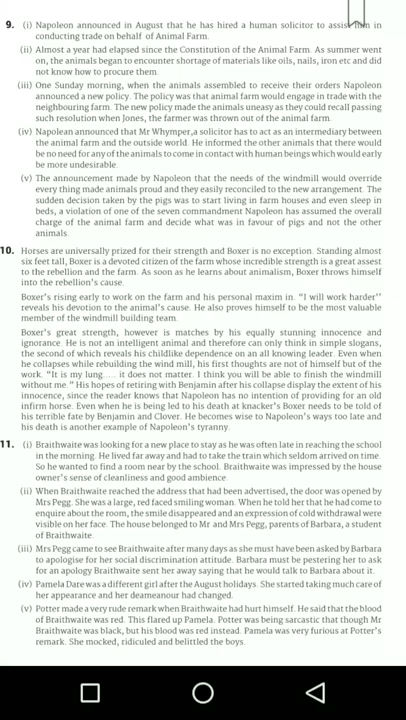 9. (i) Napoleon announced in August that he has hired a human solicitor to assist him in
conducting trade on behalf of Animal Farm.
(ii) Almost a year had elapsed since the Constitution of the Animal Farm. As summer went
on, the animals began to encounter shortage of materials like oils, nails, iron etc and did
not know how to procure them.
(iii) One Sunday morning, when the animals assembled to receive their orders Napoleon
announced a new policy. The policy was that animal farm would engage in trade with the
neighbouring farm. The new policy made the animals uneasy as they could recall passing
such resolution when Jones, the farmer was thrown out of the animal farm.
(iv) Napolean announced that Mr Whymper,a solicitor has to act as an intermediary between
the animal farm and the outside world. He informed the other animals that there would
be no need for any of the animals to come in contact with human beings which would early
be more undesirable.
(v) The announcement made by Napoleon that the needs of the windmill would override
every thing made animals proud and they easily reconciled to the new arrangement. The
sudden decision taken by the pigs was to start living in farm houses and even sleep in
beds, a violation of one of the seven commandment Napoleon has assumed the overall
charge of the animal farm and decide what was in favour of pigs and not the other
animals.
10. Horses are universally prized for their strength and Boxer is no exception. Standing almost
six feet tall, Boxer is a devoted citizen of the farm whose incredible strength is a great assest
to the rebellion and the farm. As soon as he learns about animalism, Boxer throws himself
into the rebellion's cause.
Boxer's rising early to work on the farm and his personal maxim in. "I will work harder"
reveals his devotion to the animal's cause. He also proves himself to be the most valuable
member of the windmill building team.
Boxer's great strength, however is matches by his equally stunning innocence and
ignorance. He is not an intelligent animal and therefore can only think in simple slogans,
the second of which reveals his childlike dependence on an all knowing leader. Even when
he collapses while rebuilding the wind mill, his first thoughts are not of himself but of the
work. "It is my lung..... it does not matter. I think you will be able to finish the windmill
without me." His hopes of retiring with Benjamin after his collapse display the extent of his
innocence, since the reader knows that Napoleon has no intention of providing for an old
infirm horse. Even when he is being led to his death at knacker's Boxer needs to be told of
his terrible fate by Benjamin and Clover. He becomes wise to Napoleon's ways too late and
his death is another example of Napoleon's tyranny.
11. (i) Braithwaite was looking for a new place to stay as he was often late in reaching the school
in the morning. He lived far away and had to take the train which seldom arrived on time.
So he wanted to find a room near by the school. Braithwaite was impressed by the house
owner's sense of cleanliness and good ambience.
(ii) When Braithwaite reached the address that had been advertised, the door was opened by
Mrs Pegg. She was a large, red faced smiling woman. When he told her that he had come to
enquire about the room, the smile disappeared and an expression of cold withdrawal were
visible on her face. The house belonged to Mr and Mrs Pegg, parents of Barbara, a student
of Braithwaite.
(iii) Mrs Pegg came to see Braithwaite after many days as she must have been asked by Barbara
to apologise for her social discrimination attitude. Barbara must be pestering her to ask
for an apology Braithwaite sent her away saying that he would talk to Barbara about it.
(iv) Pamela Dare was a different girl after the August holidays. She started taking much care of
her appearance and her deameanour had changed.
(v) Potter made a very rude remark when Braithwaite had hurt himself. He said that the blood
of Braithwaite was red. This flared up Pamela. Potter was being sarcastic that though Mr
Braithwaite was black, but his blood was red instead. Pamela was very furious at Potter's
remark. She mocked, ridiculed and belittled the boys.